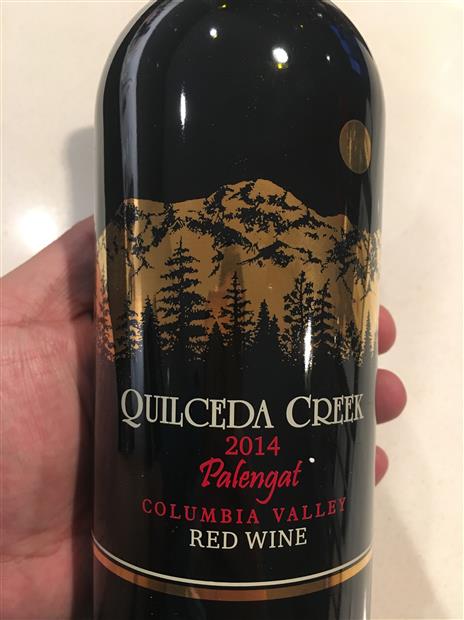 QUILCEDA CREEK
2014
Palengat
COLUMBIA VALLEY
RED WINE